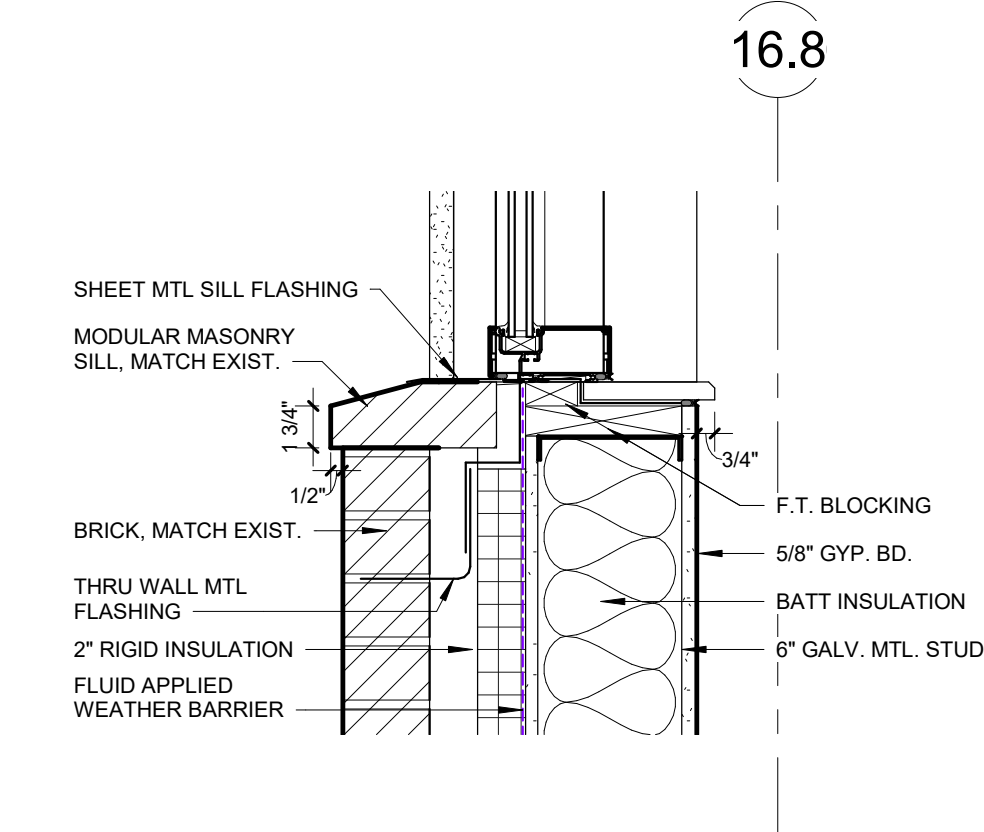 16.8
SHEET MTL SILL FLASHING
MODULAR MASONRY
SILL, MATCH EXIST.
1 3/4"
1/2"
3/4"
BRICK, MATCH EXIST.
THRU WALL MTL
FLASHING
2" RIGID INSULATION
FLUID APPLIED
WEATHER BARRIER
F.T. BLOCKING
5/8" GYP. BD.
BATT INSULATION
6" GALV. MTL. STUD